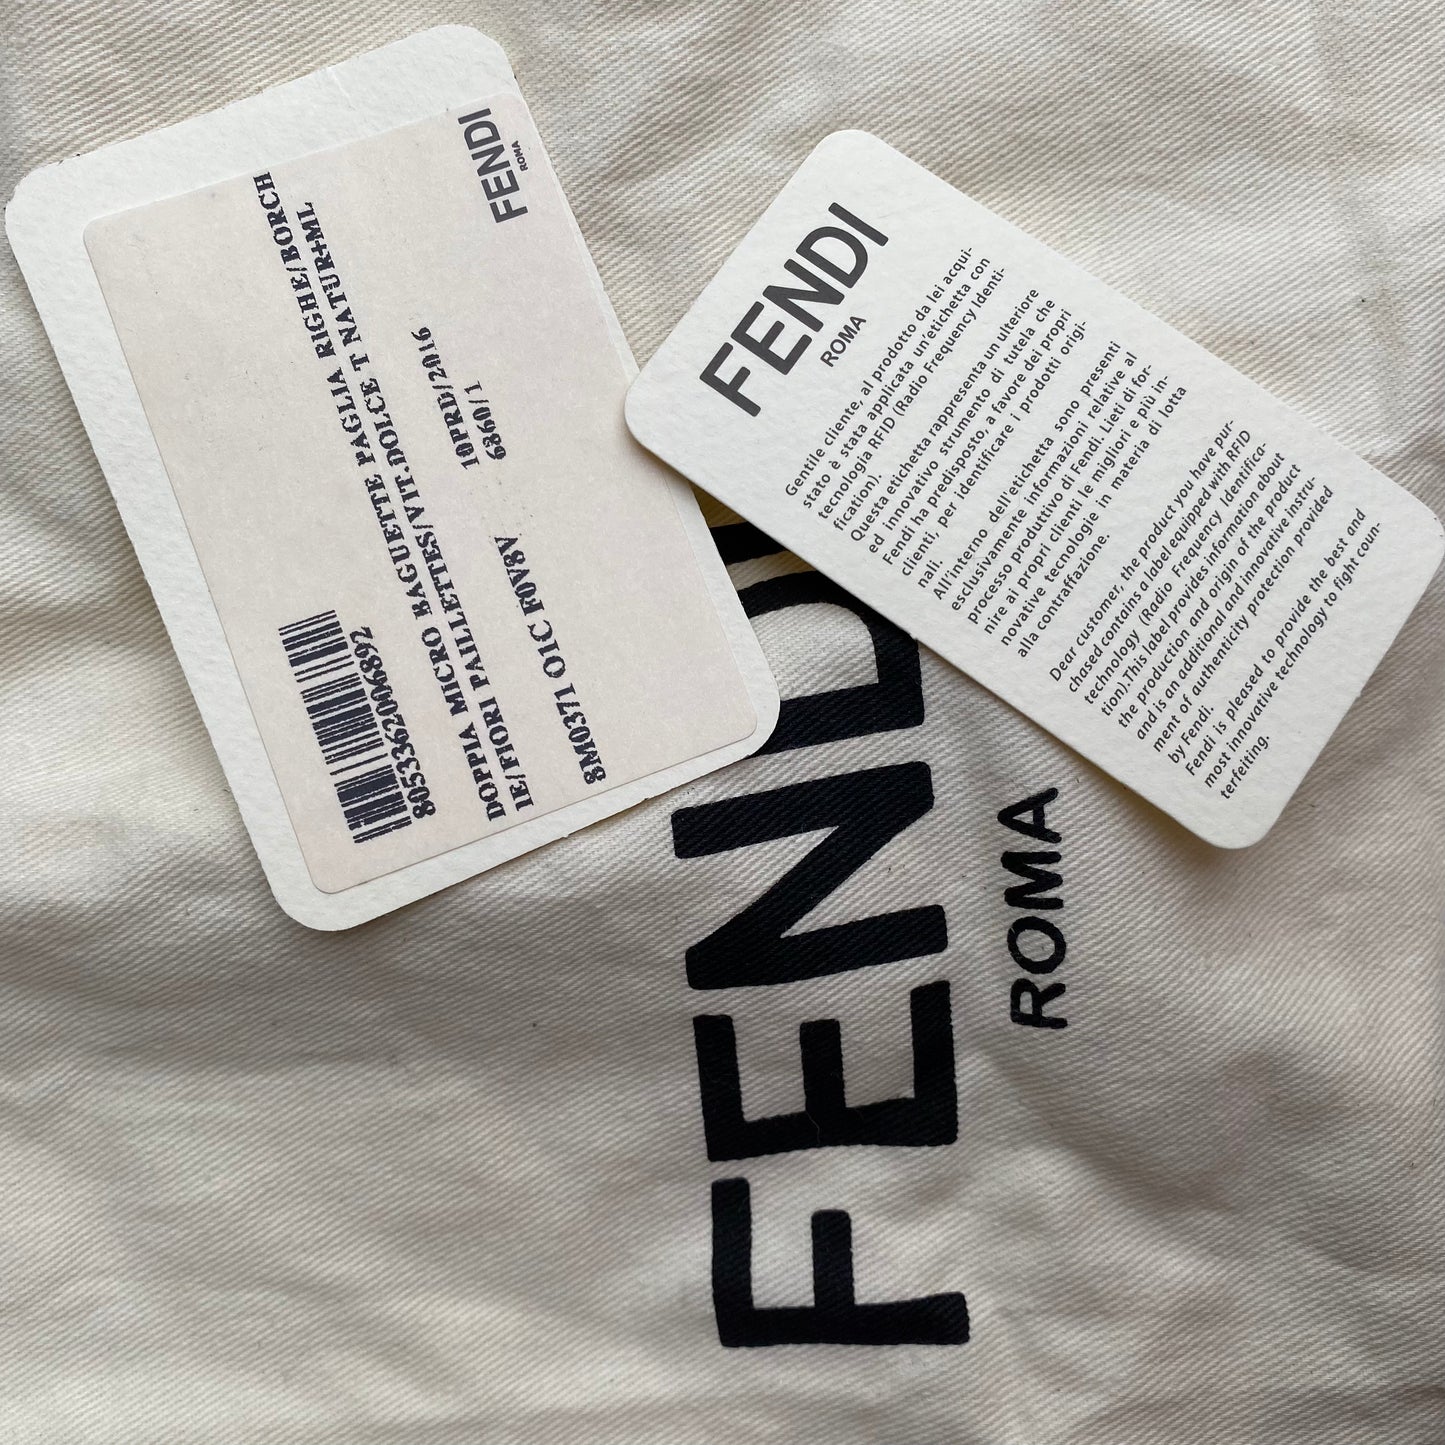 FENDI
ROMA
8053362006892
DOPPIA MICRO BAGUETTE PAGLIA RIGHE/BORCH
IE/FIORI PAILLETTES/VIT.DOLCE T NATUR+ML
10PRD/2016
8M0371 O1C F0V8V 6860/1
FENDI
ROMA
Gentile cliente, al prodotto da lei acqui-
stato è stata applicata un'etichetta con
tecnologia RFID (Radio Frequency Identi-
fication).
Questa etichetta rappresenta un ulteriore
ed innovativo strumento di tutela che
Fendi ha predisposto, a favore dei propri
clienti, per identificare i prodotti origi-
nali.
All'interno dell'etichetta sono presenti
esclusivamente informazioni relative al
processo produttivo di Fendi. Lieti di for-
nire ai propri clienti le migliori e più in-
novative tecnologie in materia di lotta
alla contraffazione.
Dear customer, the product you have pur-
chased contains a label equipped with RFID
technology (Radio Frequency Identifica-
tion). This label provides information about
the production and origin of the product
and is an additional and innovative instru-
ment of authenticity protection provided
by Fendi.
Fendi is pleased to provide the best and
most innovative technology to fight coun-
terfeiting.
FEND
ROMA